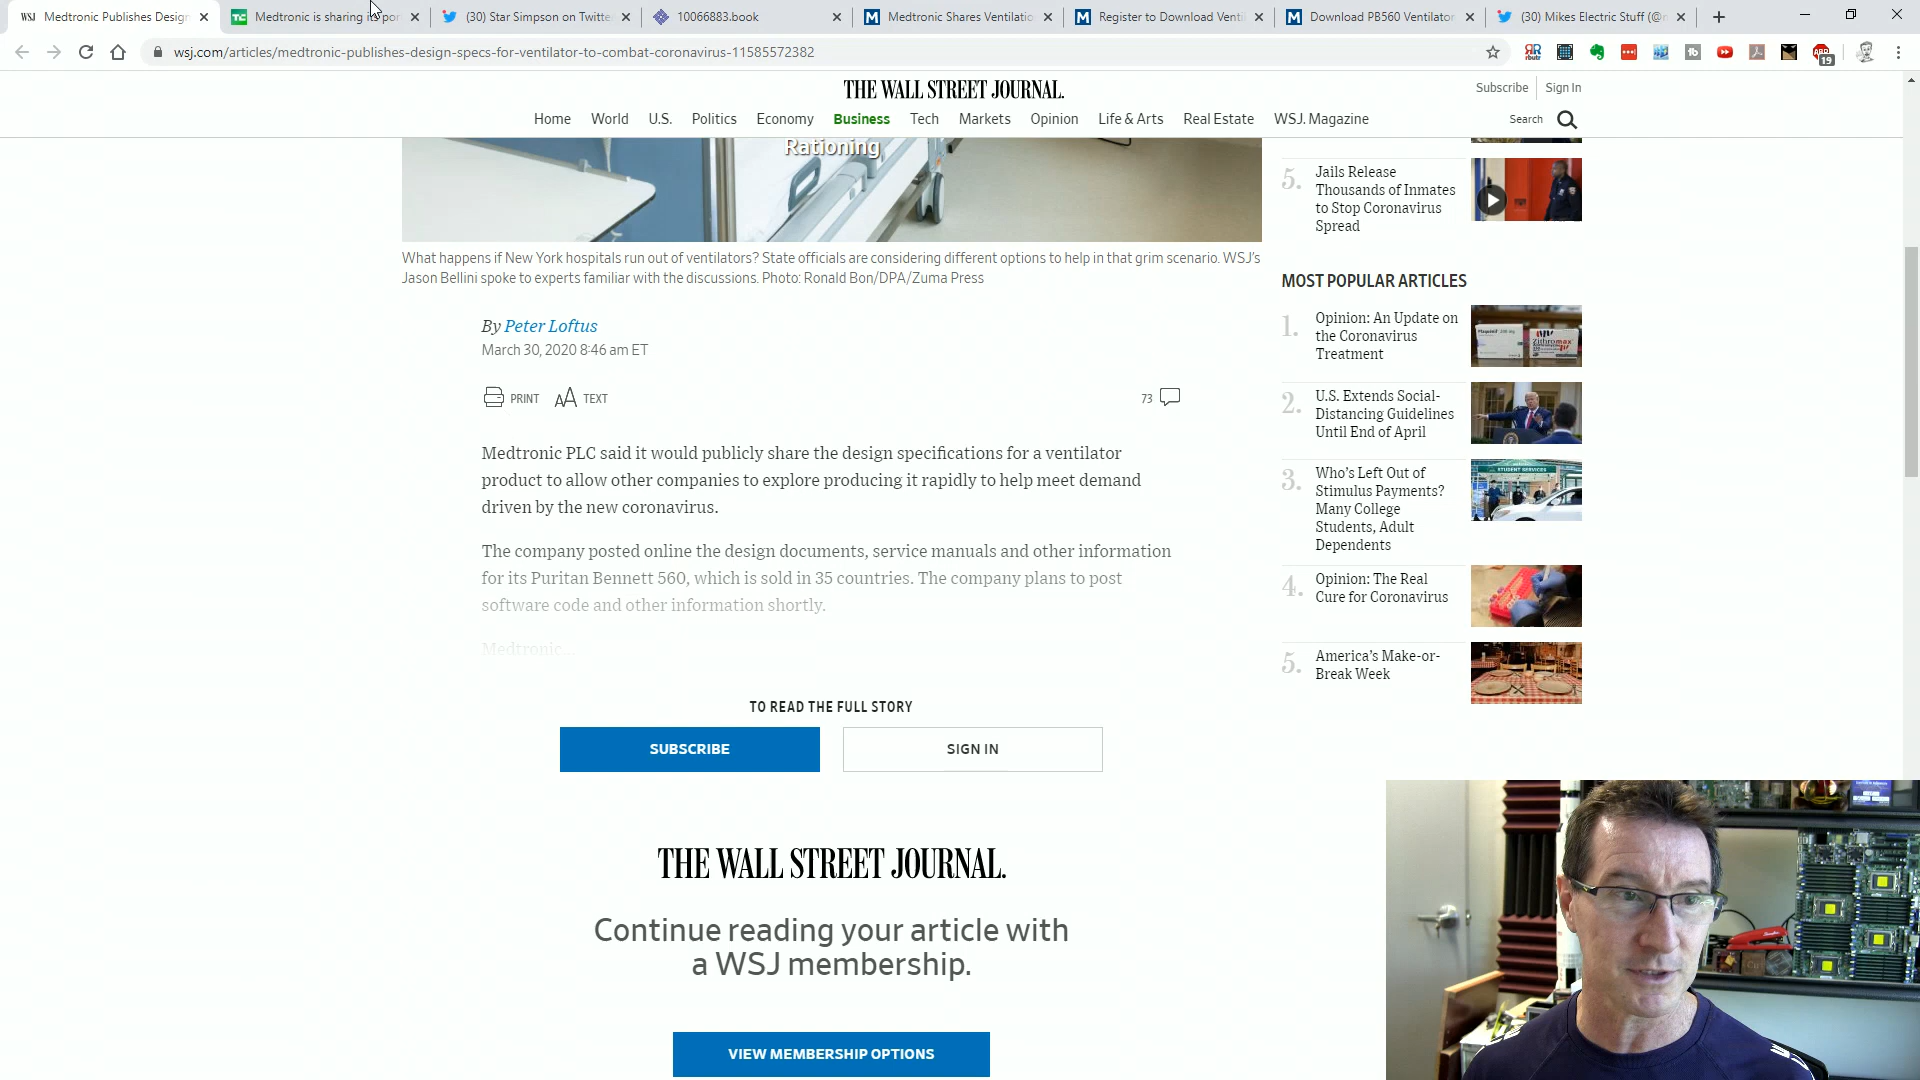 Medtronic Publishes Design
Medtronic is sharing its por
(30) Star Simpson on Twitte
10066883.book
Medtronic Shares Ventilatio
Register to Download Venti
Download PB560 Ventilator
(30) Mikes Electric Stuff (@
wsj.com/articles/medtronic-publishes-design-specs-for-ventilator-to-combat-coronavirus-11585572382
19
THE WALL STREET JOURNAL.
Subscribe
Sign In
Home World U.S. Politics Economy Business Tech Markets Opinion Life & Arts Real Estate WSJ. Magazine
Search
Rationing
What happens if New York hospitals run out of ventilators? State officials are considering different options to help in that grim scenario. WSJ's
Jason Bellini spoke to experts familiar with the discussions. Photo: Ronald Bon/DPA/Zuma Press
By Peter Loftus
March 30, 2020 8:46 am ET
PRINT
TEXT
73
Medtronic PLC said it would publicly share the design specifications for a ventilator
product to allow other companies to explore producing it rapidly to help meet demand
driven by the new coronavirus.
The company posted online the design documents, service manuals and other information
for its Puritan Bennett 560, which is sold in 35 countries. The company plans to post
software code and other information shortly.
Medtronic...
TO READ THE FULL STORY
SUBSCRIBE
SIGN IN
THE WALL STREET JOURNAL.
Continue reading your article with
a WSJ membership.
VIEW MEMBERSHIP OPTIONS
5.
Jails Release
Thousands of Inmates
to Stop Coronavirus
Spread
MOST POPULAR ARTICLES
1.
Opinion: An Update on
the Coronavirus
Treatment
2.
U.S. Extends Social-
Distancing Guidelines
Until End of April
3.
Who's Left Out of
Stimulus Payments?
Many College
Students, Adult
Dependents
STUDENT SERVICES
4.
Opinion: The Real
Cure for Coronavirus
5.
America's Make-or-
Break Week